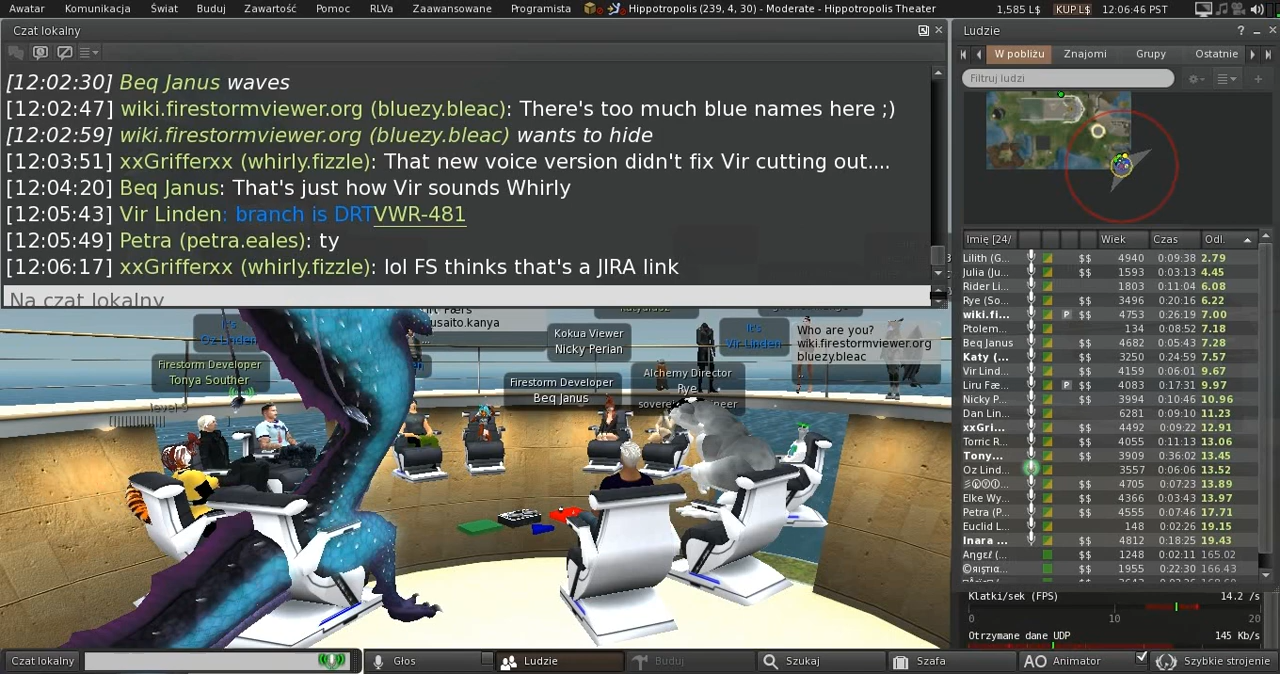 Awatar Komunikacja Świat Buduj Zawartość Pomoc RLVa Zaawansowane Programista Hippotropolis (239, 4, 30) - Moderate - Hippotropolis Theater 1,585 L$ KUP L$ 12:06:46 PST
Czat lokalny
[12:02:30] Beq Janus waves
[12:02:47] wiki.firestormviewer.org (bluezy.bleac): There's too much blue names here ;)
[12:02:59] wiki.firestormviewer.org (bluezy.bleac) wants to hide
[12:03:51] xxGrifferxx (whirly.fizzle): That new voice version didn't fix Vir cutting out....
[12:04:20] Beq Janus: That's just how Vir sounds Whirly
[12:05:43] Vir Linden: branch is DRTVWR-481
[12:05:49] Petra (petra.eales): ty
[12:06:17] xxGrifferxx (whirly.fizzle): lol FS thinks that's a JIRA link
Na czat lokalny
usaito.kanya
It's
Oz Linden
Firestorm Developer
Tonya Souther
level 9
Kokua Viewer
Nicky Perian
Firestorm Developer
Beq Janus
Alchemy Director
Rye
It's
Vir Linden
Who are you?
wiki.firestormviewer.org
bluezy.bleac
Ludzie
W pobliżu Znajomi Grupy Ostatnie
Filtruj ludzi
Imię [24/ Wiek Czas Odl.
Lilith (G... $$ 4940 0:09:38 2.79
Julia (Ju... $$ 1593 0:03:13 4.45
Rider Li... 1803 0:11:04 6.08
Rye (So... $$ 3496 0:20:16 6.22
wiki.fi... P $$ 4753 0:26:19 7.00
Ptolem... 134 0:08:52 7.18
Beq Janus $$ 4682 0:05:43 7.28
Katy (... $$ 3250 0:24:59 7.57
Vir Lind... $$ 4159 0:06:01 9.67
Liru Fæ... P $$ 4083 0:17:31 9.97
Nicky P... $$ 3994 0:10:46 10.96
Dan Lin... 6281 0:09:10 11.23
xxGri... $$ 4492 0:09:22 12.91
Torric R... $$ 4055 0:11:13 13.06
Tony... $$ 3909 0:36:02 13.45
Oz Lind... 3557 0:06:06 13.52
$$ 4705 0:07:23 13.89
Elke Wy... $$ 4366 0:03:43 13.97
Petra (P... $$ 4555 0:07:46 17.71
Euclid L... 148 0:02:26 19.15
Inara ... $$ 4812 0:18:25 19.43
$$ 1248 0:02:11 165.02
$$ 1955 0:22:30 166.43
Klatki/sek (FPS) 14.2 /s
0 10 20
Otrzymane dane UDP 145 Kb/s
Czat lokalny Głos Ludzie Buduj Szukaj Szafa AO Animator Szybkie strojenie